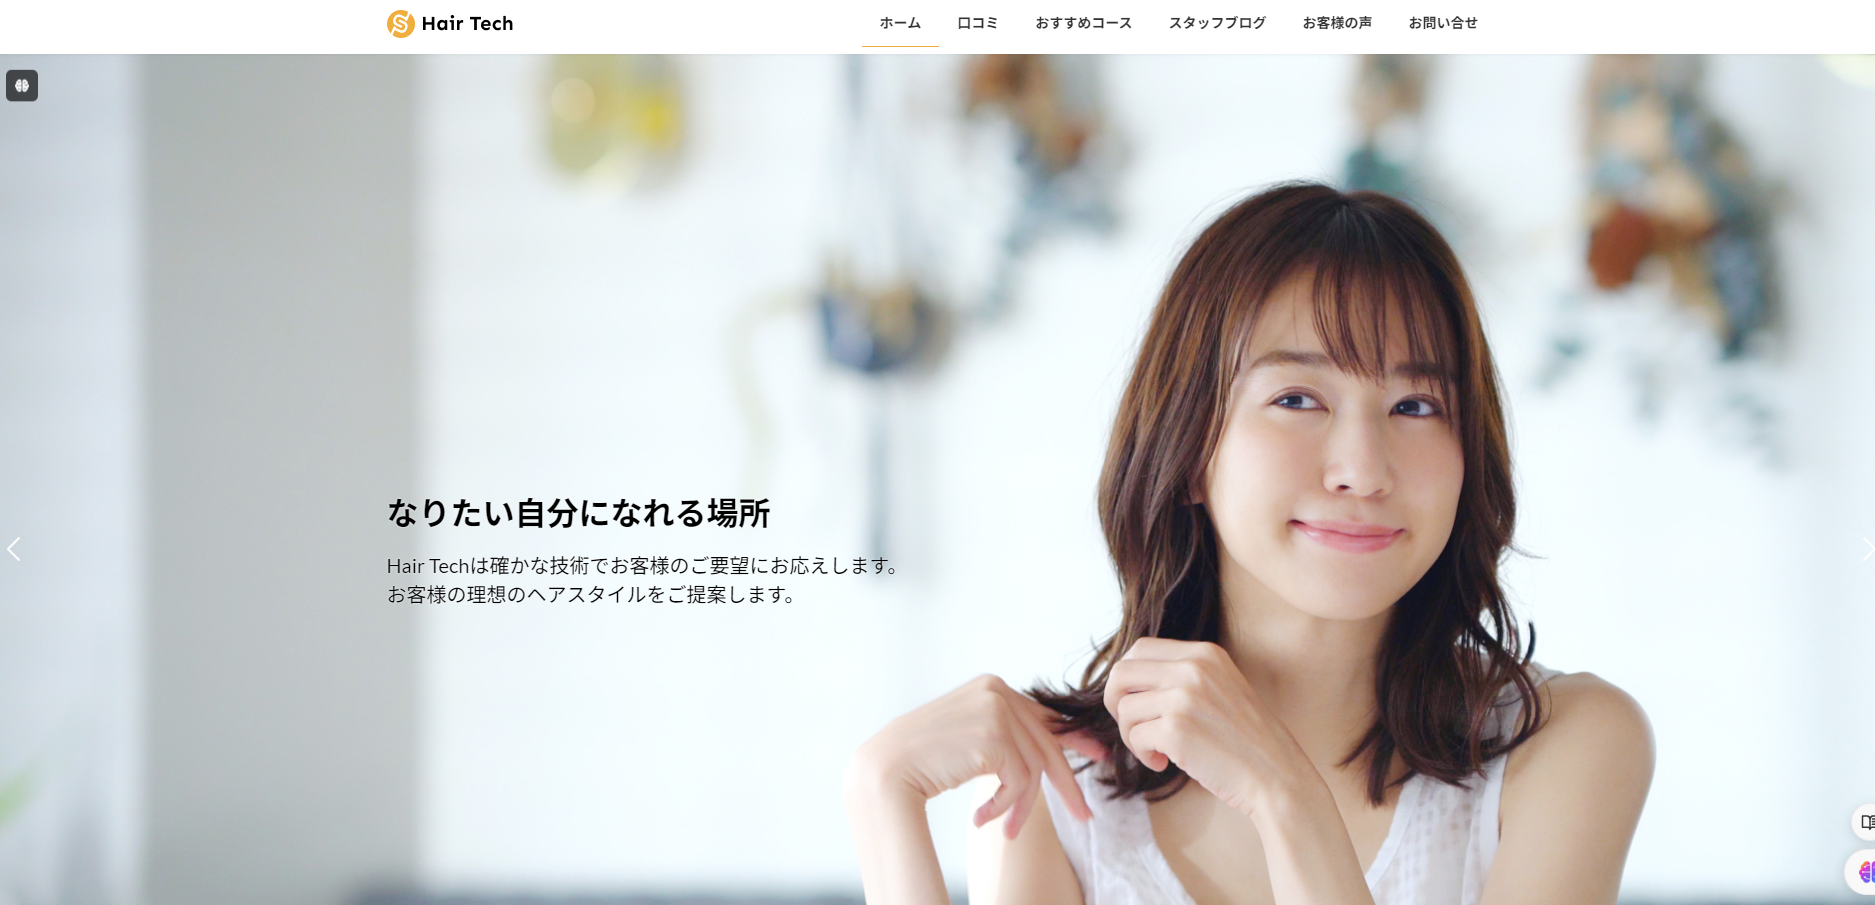 Hair Tech
ホーム
口コミ
おすすめコース
スタッフブログ
お客様の声
お問い合せ
なりたい自分になれる場所
Hair Techは確かな技術でお客様のご要望にお応えします。
お客様の理想のヘアスタイルをご提案します。